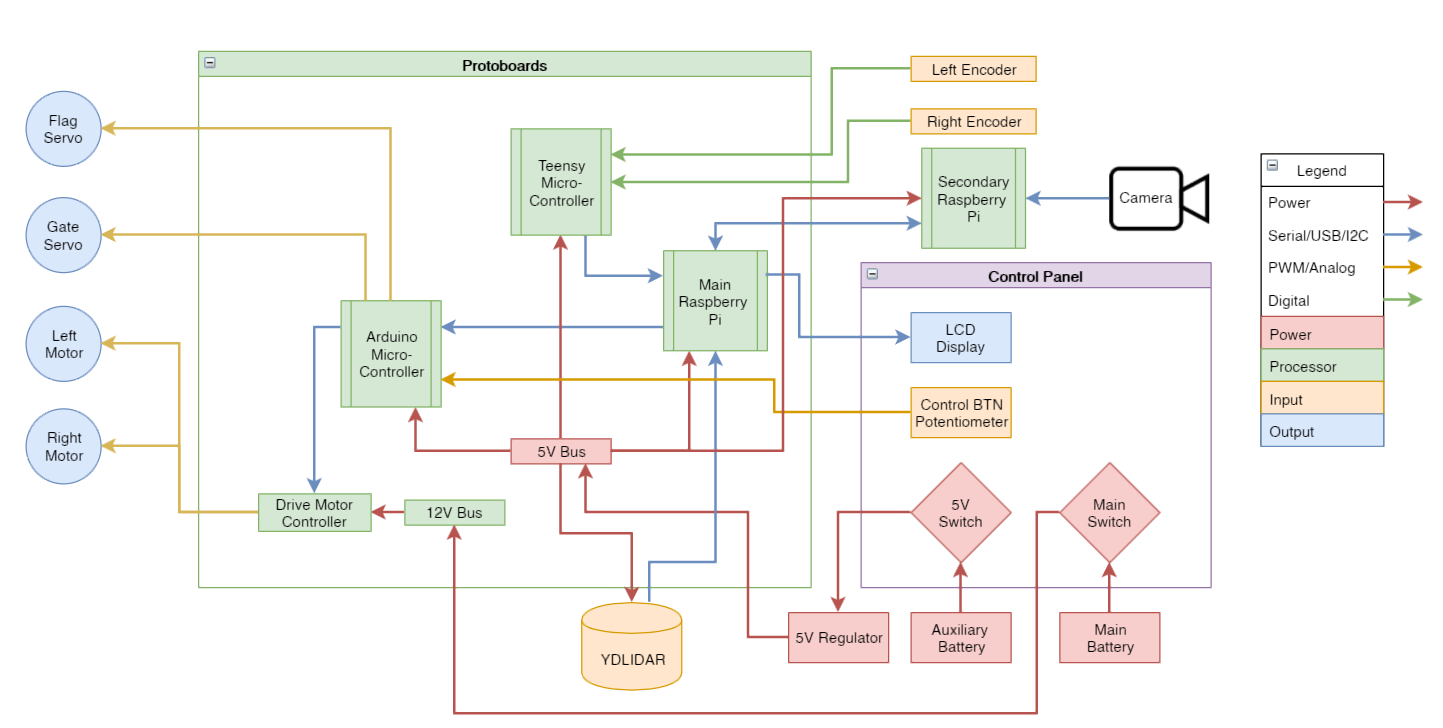 Protoboards
Left Encoder
Right Encoder
Flag
Servo
Gate
Servo
Left
Motor
Right
Motor
Teensy
Micro-
Controller
Secondary
Raspberry
Pi
Camera
Main
Raspberry
Pi
Arduino
Micro-
Controller
5V Bus
12V Bus
Drive Motor
Controller
YDLIDAR
Control Panel
LCD
Display
Control BTN
Potentiometer
5V
Switch
Main
Switch
5V Regulator
Auxiliary
Battery
Main
Battery
Legend
Power
Serial/USB/I2C
PWM/Analog
Digital
Power
Processor
Input
Output